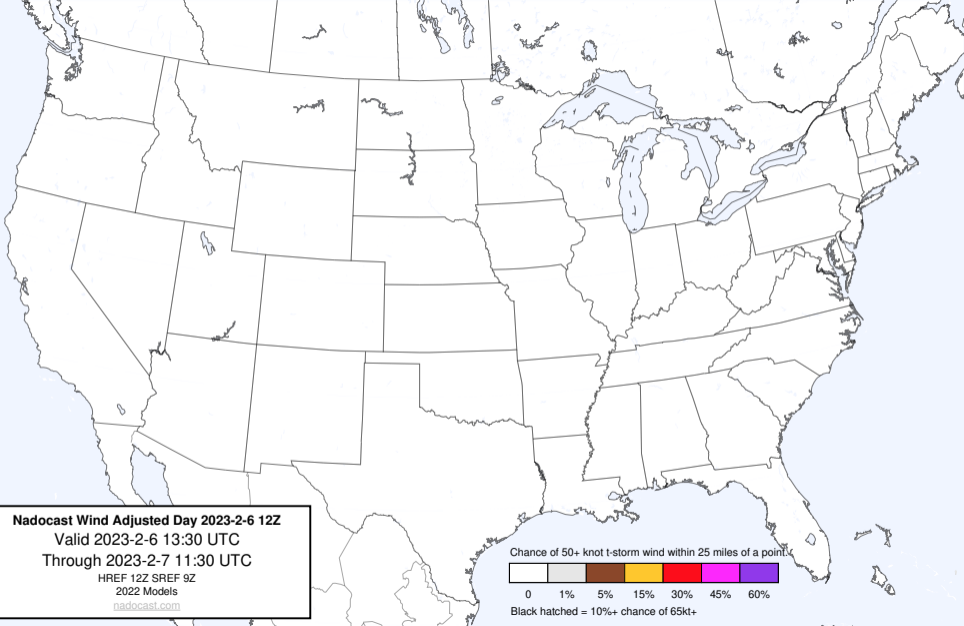 Nadocast Wind Adjusted Day 2023-2-6 12Z
Valid 2023-2-6 13:30 UTC
Through 2023-2-7 11:30 UTC
HREF 12Z SREF 9Z
2022 Models
nadocast.com
Chance of 50+ knot t-storm wind within 25 miles of a point.
0 1% 5% 15% 30% 45% 60%
Black hatched = 10%+ chance of 65kt+